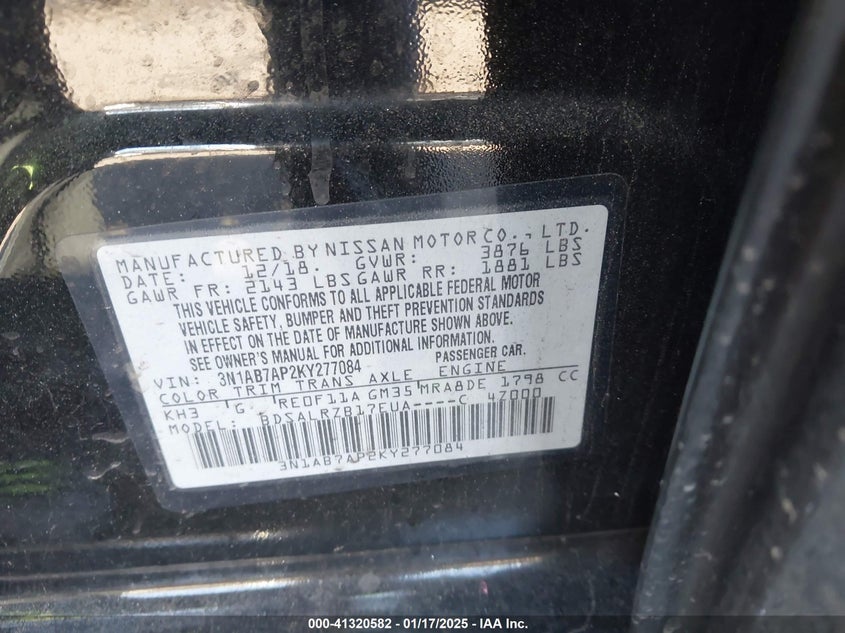 MANUFACTURED BY NISSAN MOTOR CO., LTD.
DATE: 12/18. GVWR: 3876 LBS
GAWR FR: 2143 LBS GAWR RR: 1881 LBS
THIS VEHICLE CONFORMS TO ALL APPLICABLE FEDERAL MOTOR
VEHICLE SAFETY, BUMPER AND THEFT PREVENTION STANDARDS
IN EFFECT ON THE DATE OF MANUFACTURE SHOWN ABOVE.
SEE OWNER'S MANUAL FOR ADDITIONAL INFORMATION.
VIN: 3N1AB7AP2KY277084 PASSENGER CAR.
COLOR TRIM TRANS AXLE ENGINE
KH3 G RE0F11A GM35 MRA8DE 1798 CC
MODEL: BDSALRZB17EUA----C 4Z000
3N1AB7AP2KY277084
000-41320582 — 01/17/2025 - IAA Inc.